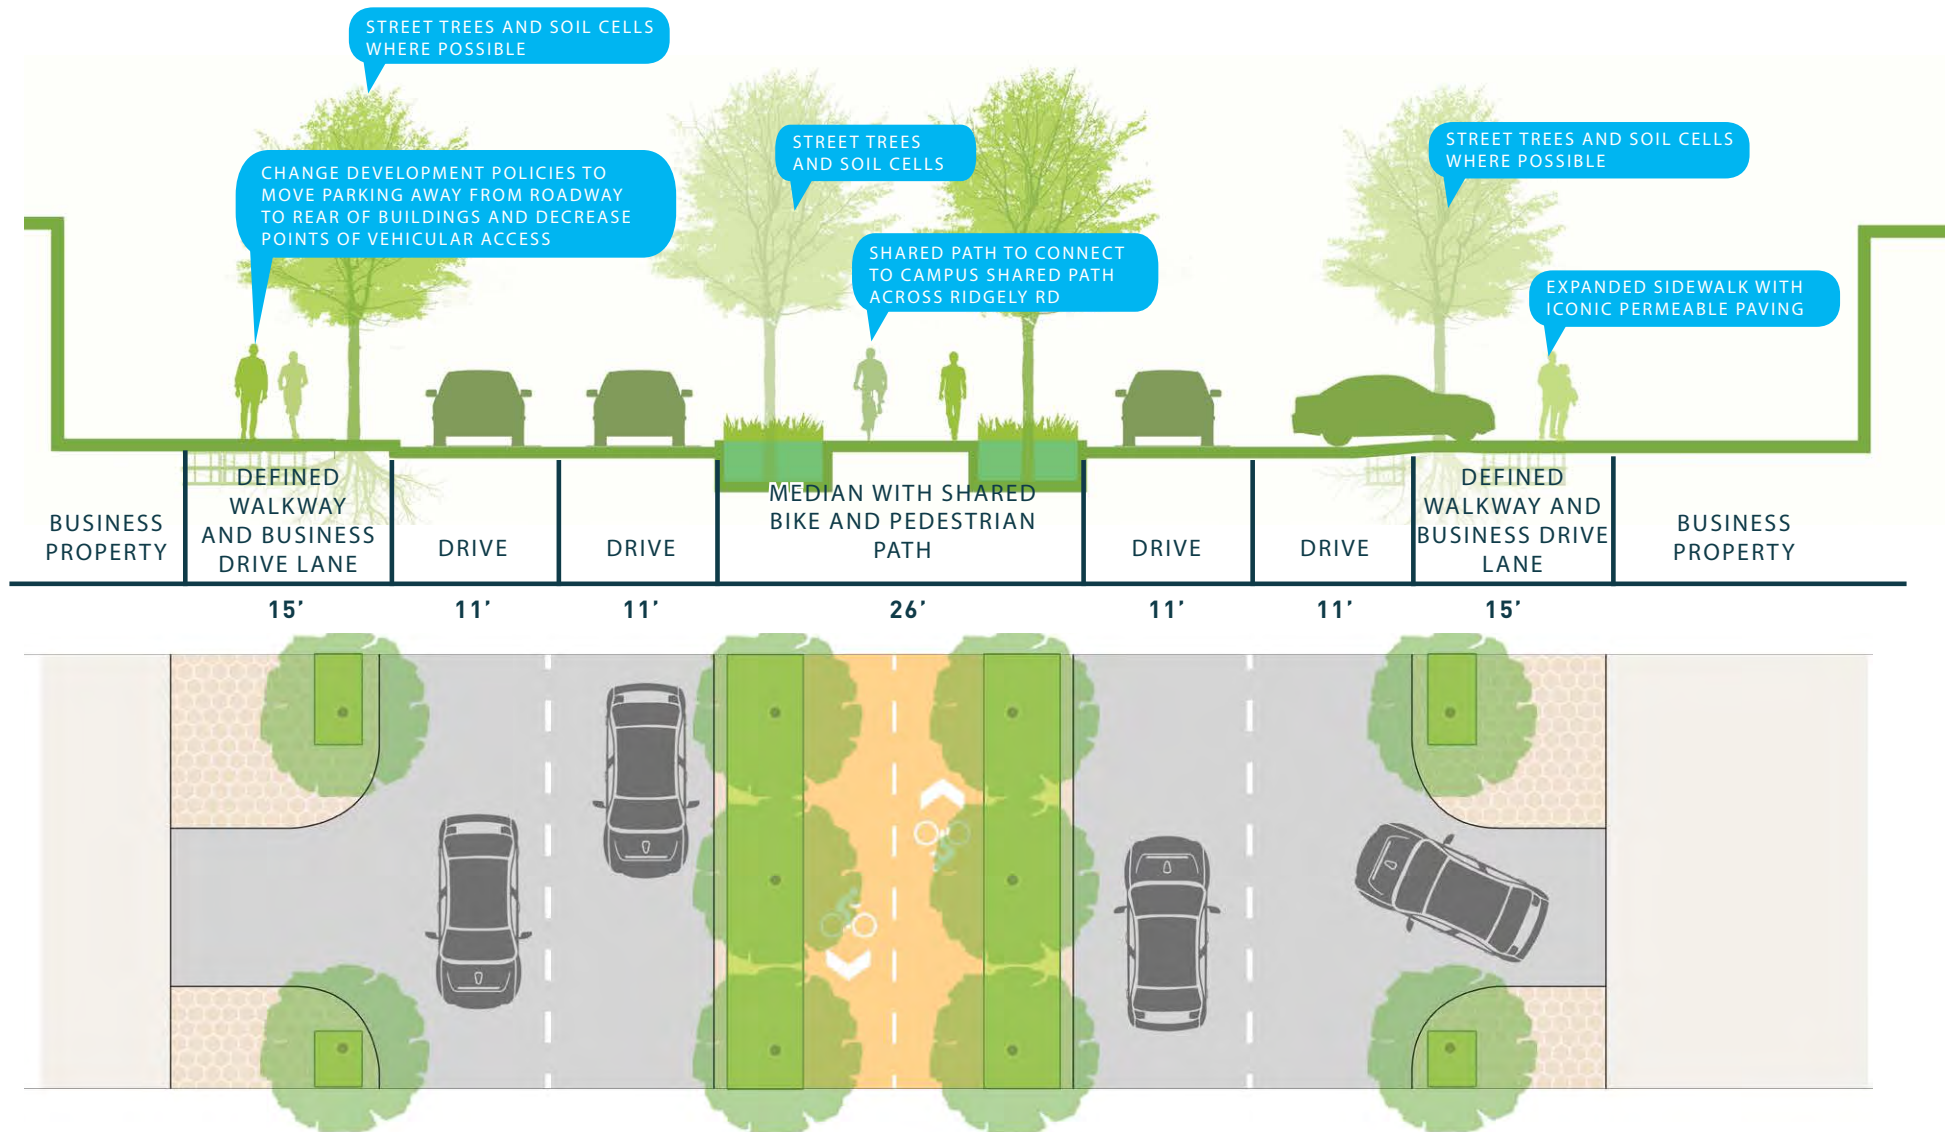 STREET TREES AND SOIL CELLS
WHERE POSSIBLE
CHANGE DEVELOPMENT POLICIES TO
MOVE PARKING AWAY FROM ROADWAY
TO REAR OF BUILDINGS AND DECREASE
POINTS OF VEHICULAR ACCESS
STREET TREES
AND SOIL CELLS
SHARED PATH TO CONNECT
TO CAMPUS SHARED PATH
ACROSS RIDGELY RD
STREET TREES AND SOIL CELLS
WHERE POSSIBLE
EXPANDED SIDEWALK WITH
ICONIC PERMEABLE PAVING
BUSINESS
PROPERTY
DEFINED
WALKWAY
AND BUSINESS
DRIVE LANE
DRIVE
DRIVE
MEDIAN WITH SHARED
BIKE AND PEDESTRIAN
PATH
DRIVE
DRIVE
DEFINED
WALKWAY AND
BUSINESS DRIVE
LANE
BUSINESS
PROPERTY
15’
11’
11’
26’
11’
11’
15’